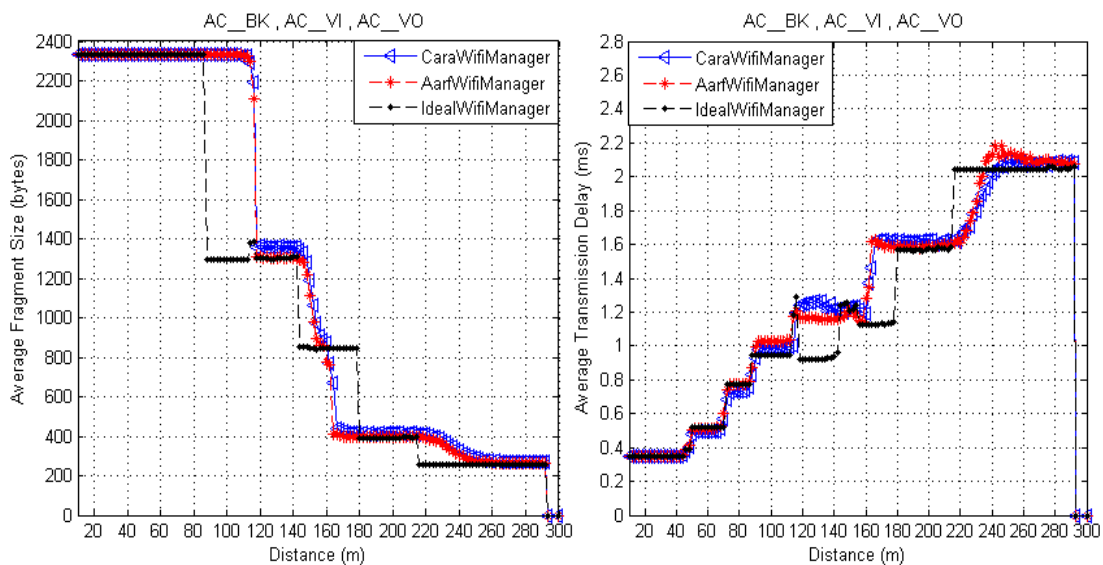 AC__BK , AC__VI , AC__VO
2400
2200
2000
1800
1600
1400
1200
1000
800
600
400
200
0
Average Fragment Size (bytes)
CaraWifiManager
AarfWifiManager
IdealWifiManager
20 40 60 80 100 120 140 160 180 200 220 240 260 280 300
Distance (m)
AC__BK , AC__VI , AC__VO
2.8
2.6
2.4
2.2
2
1.8
1.6
1.4
1.2
1
0.8
0.6
0.4
0.2
0
Average Transmission Delay (ms)
CaraWifiManager
AarfWifiManager
IdealWifiManager
20 40 60 80 100 120 140 160 180 200 220 240 260 280 300
Distance (m)